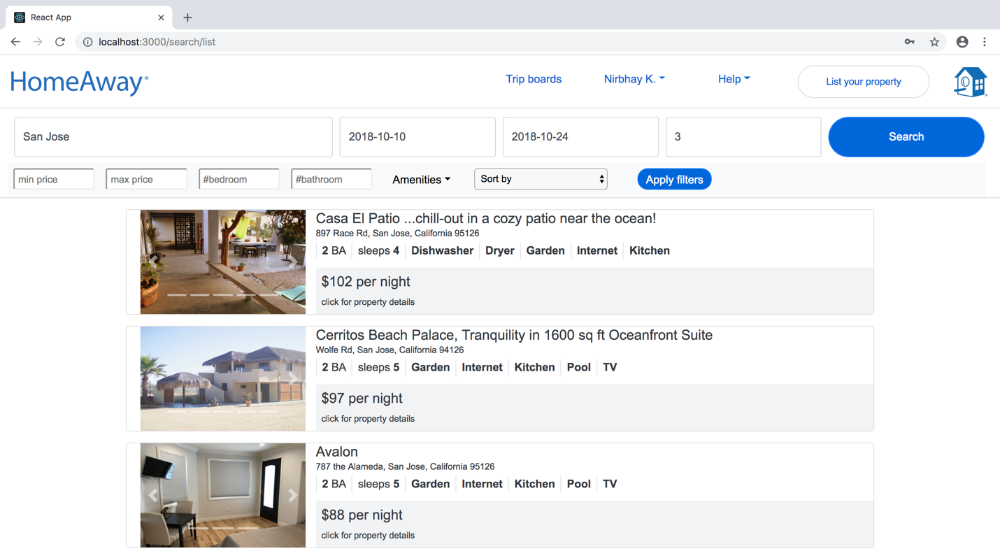 React App
localhost:3000/search/list
HomeAway®
Trip boards
Nirbhay K.
Help
List your property
San Jose
2018-10-10
2018-10-24
3
Search
min price
max price
#bedroom
#bathroom
Amenities
Sort by
Apply filters
Casa El Patio ...chill-out in a cozy patio near the ocean!
897 Race Rd, San Jose, California 95126
2 BA sleeps 4 Dishwasher Dryer Garden Internet Kitchen
$102 per night
click for property details
Cerritos Beach Palace, Tranquility in 1600 sq ft Oceanfront Suite
Wolfe Rd, San Jose, California 94126
2 BA sleeps 5 Garden Internet Kitchen Pool TV
$97 per night
click for property details
Avalon
787 the Alameda, San Jose, California 95126
2 BA sleeps 5 Garden Internet Kitchen Pool TV
$88 per night
click for property details